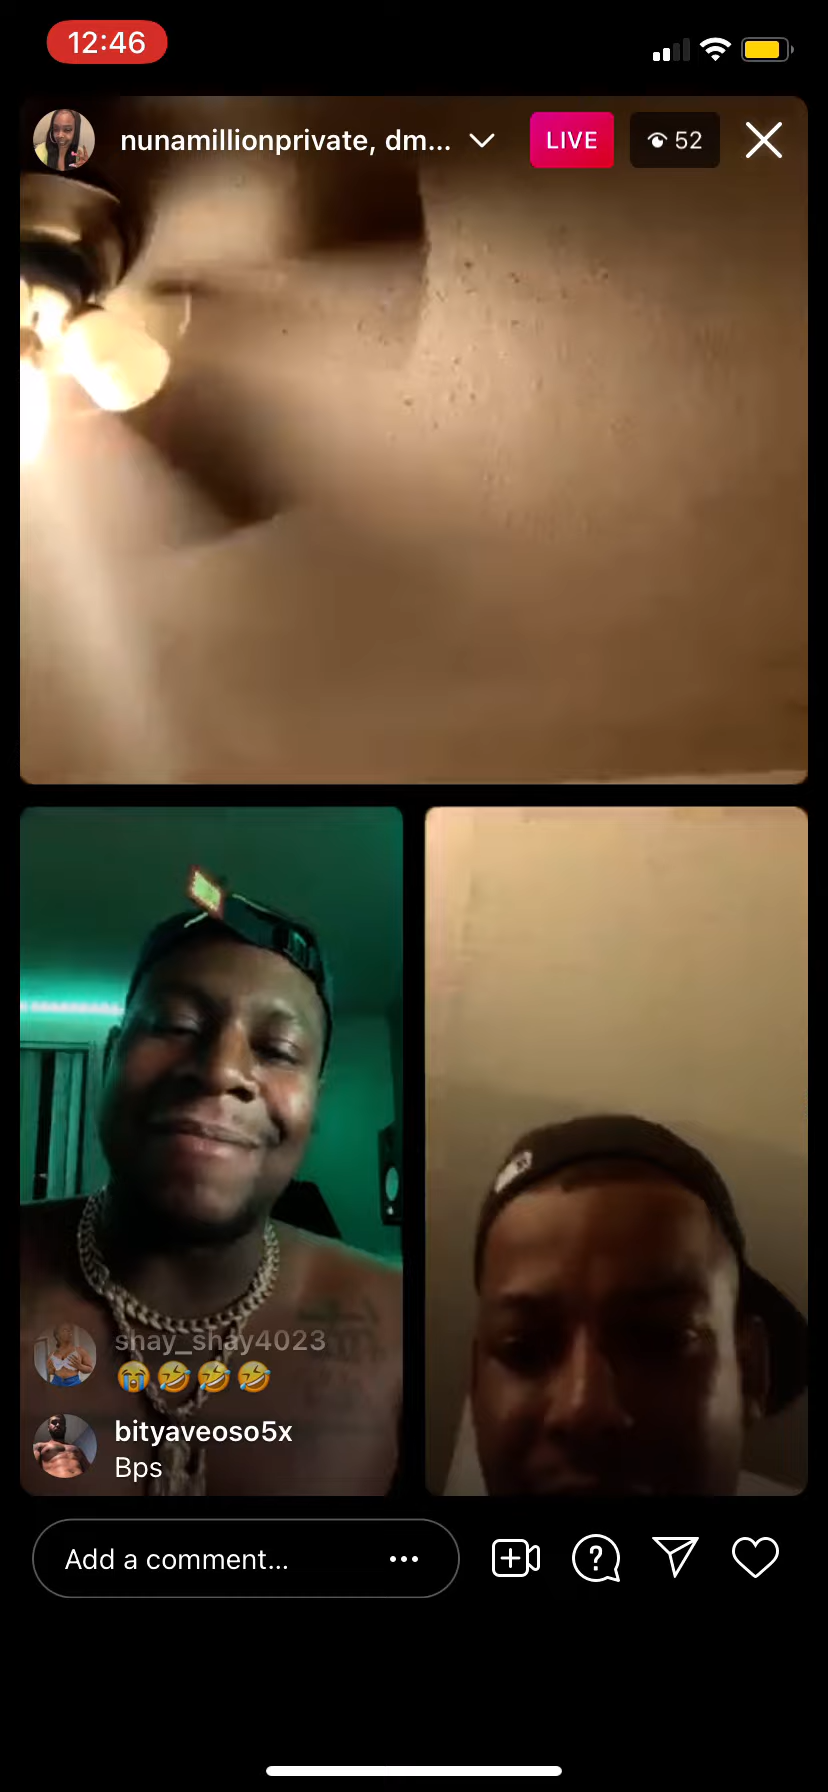 12:46
nunamillionprivate, dm...
LIVE
52
shay_shay4023
😭🤣🤣🤣
bityaveoso5x
Bps
Add a comment...